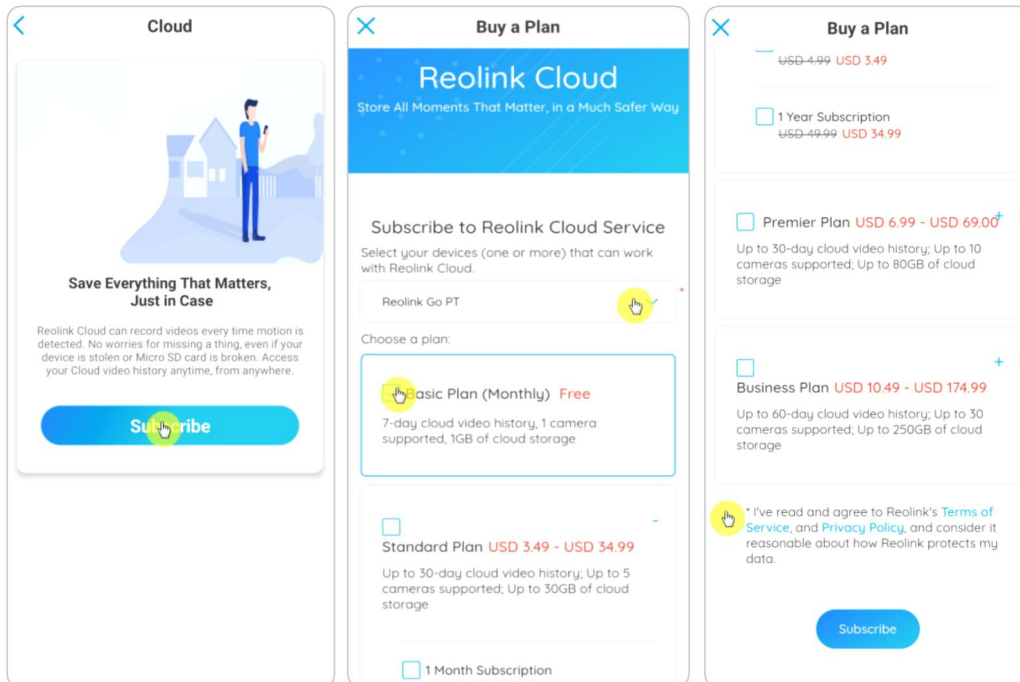 Cloud
Save Everything That Matters,
Just in Case
Reolink Cloud can record videos every time motion is
detected. No worries for missing a thing, even if your
device is stolen or Micro SD card is broken. Access
your Cloud video history anytime, from anywhere.
Subscribe
Buy a Plan
Reolink Cloud
Store All Moments That Matter, in a Much Safer Way
Subscribe to Reolink Cloud Service
Select your devices (one or more) that can work
with Reolink Cloud.
Reolink Go PT
*
Choose a plan:
Basic Plan (Monthly) Free
7-day cloud video history, 1 camera
supported, 1GB of cloud storage
Standard Plan USD 3.49 - USD 34.99
Up to 30-day cloud video history; Up to 5
cameras supported; Up to 30GB of cloud
storage
1 Month Subscription
Buy a Plan
USD 4.99 USD 3.49
1 Year Subscription
USD 49.99 USD 34.99
Premier Plan USD 6.99 - USD 69.00
Up to 30-day cloud video history; Up to 10
cameras supported; Up to 80GB of cloud
storage
Business Plan USD 10.49 - USD 174.99
Up to 60-day cloud video history; Up to 30
cameras supported; Up to 250GB of cloud
storage
* I've read and agree to Reolink's Terms of
Service, and Privacy Policy, and consider it
reasonable about how Reolink protects my
data.
Subscribe